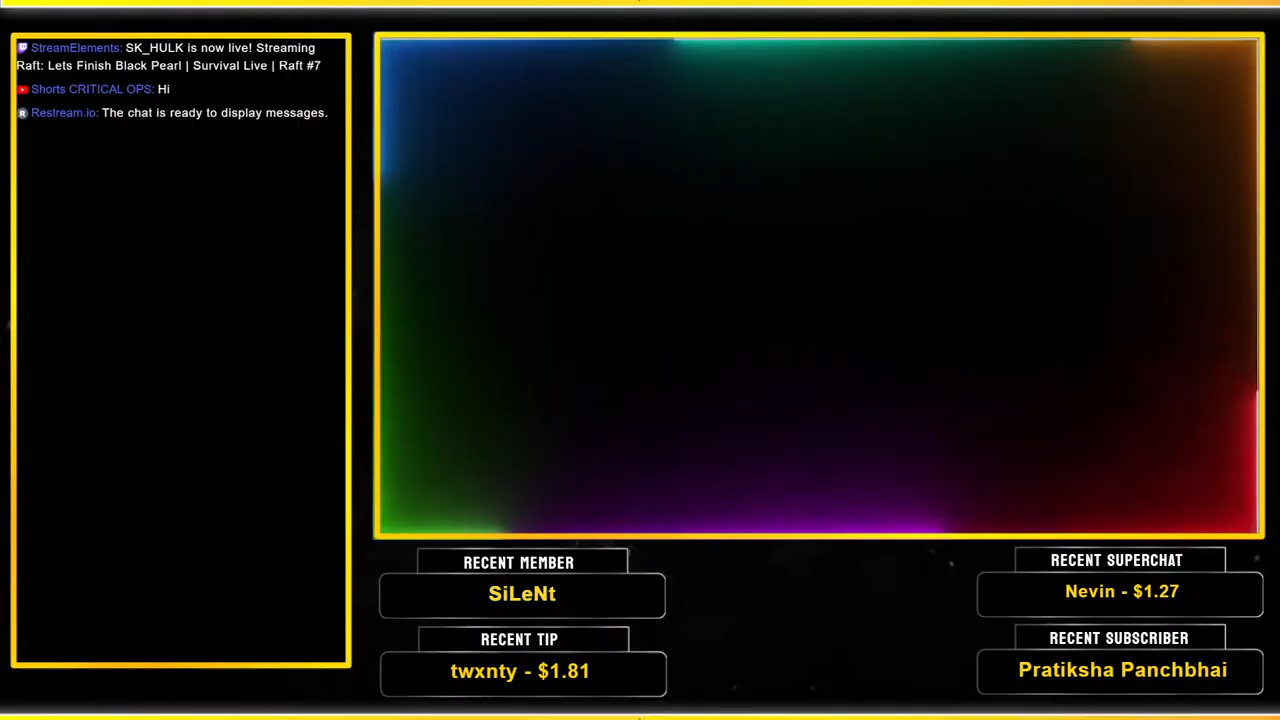 StreamElements: SK_HULK is now live! Streaming
Raft: Lets Finish Black Pearl | Survival Live | Raft #7
Shorts CRITICAL OPS: Hi
Restream.io: The chat is ready to display messages.
RECENT MEMBER
SiLeNt
RECENT TIP
twxnty - $1.81
RECENT SUPERCHAT
Nevin - $1.27
RECENT SUBSCRIBER
Pratiksha Panchbhai